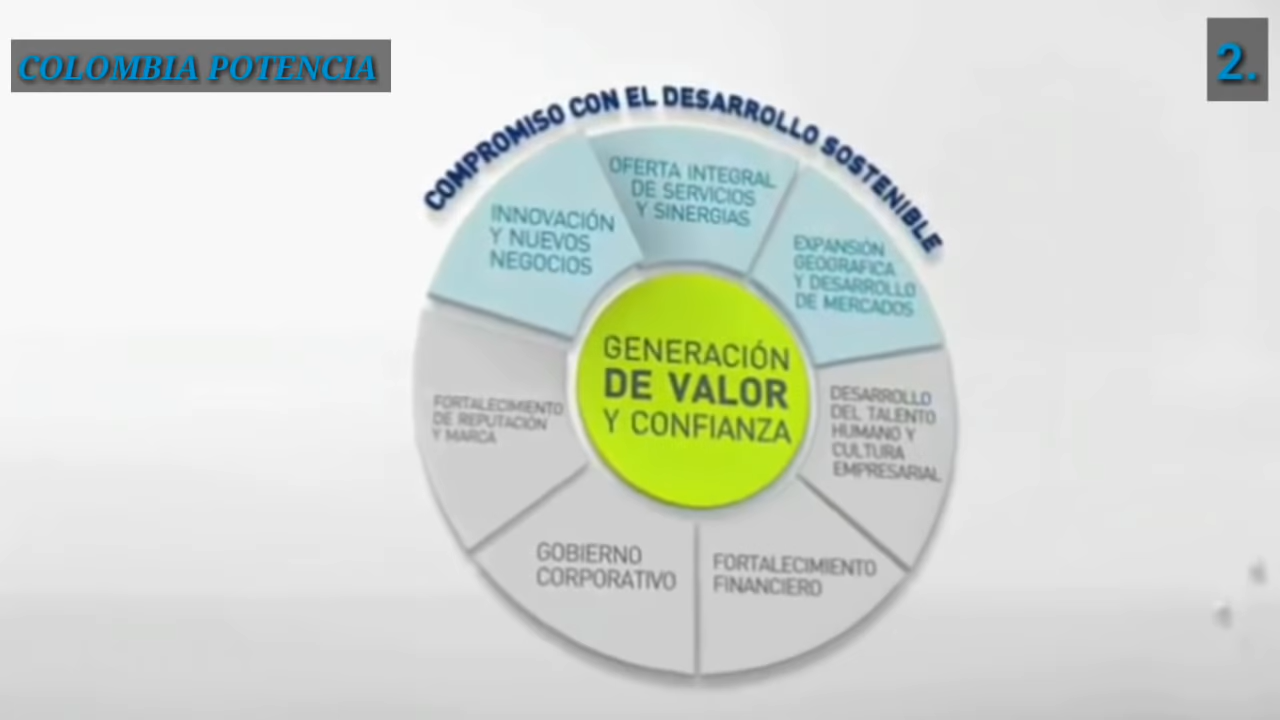 COLOMBIA POTENCIA
2.
COMPROMISO CON EL DESARROLLO SOSTENIBLE
OFERTA INTEGRAL
DE SERVICIOS
Y SINERGIAS
INNOVACIÓN
Y NUEVOS
NEGOCIOS
EXPANSIÓN
GEOGRAFICA
Y DESARROLLO
DE MERCADOS
GENERACIÓN
DE VALOR
Y CONFIANZA
FORTALECIMIENTO
DE REPUTACIÓN
Y MARCA
DESARROLLO
DEL TALENTO
HUMANO Y
CULTURA
EMPRESARIAL
GOBIERNO
CORPORATIVO
FORTALECIMIENTO
FINANCIERO